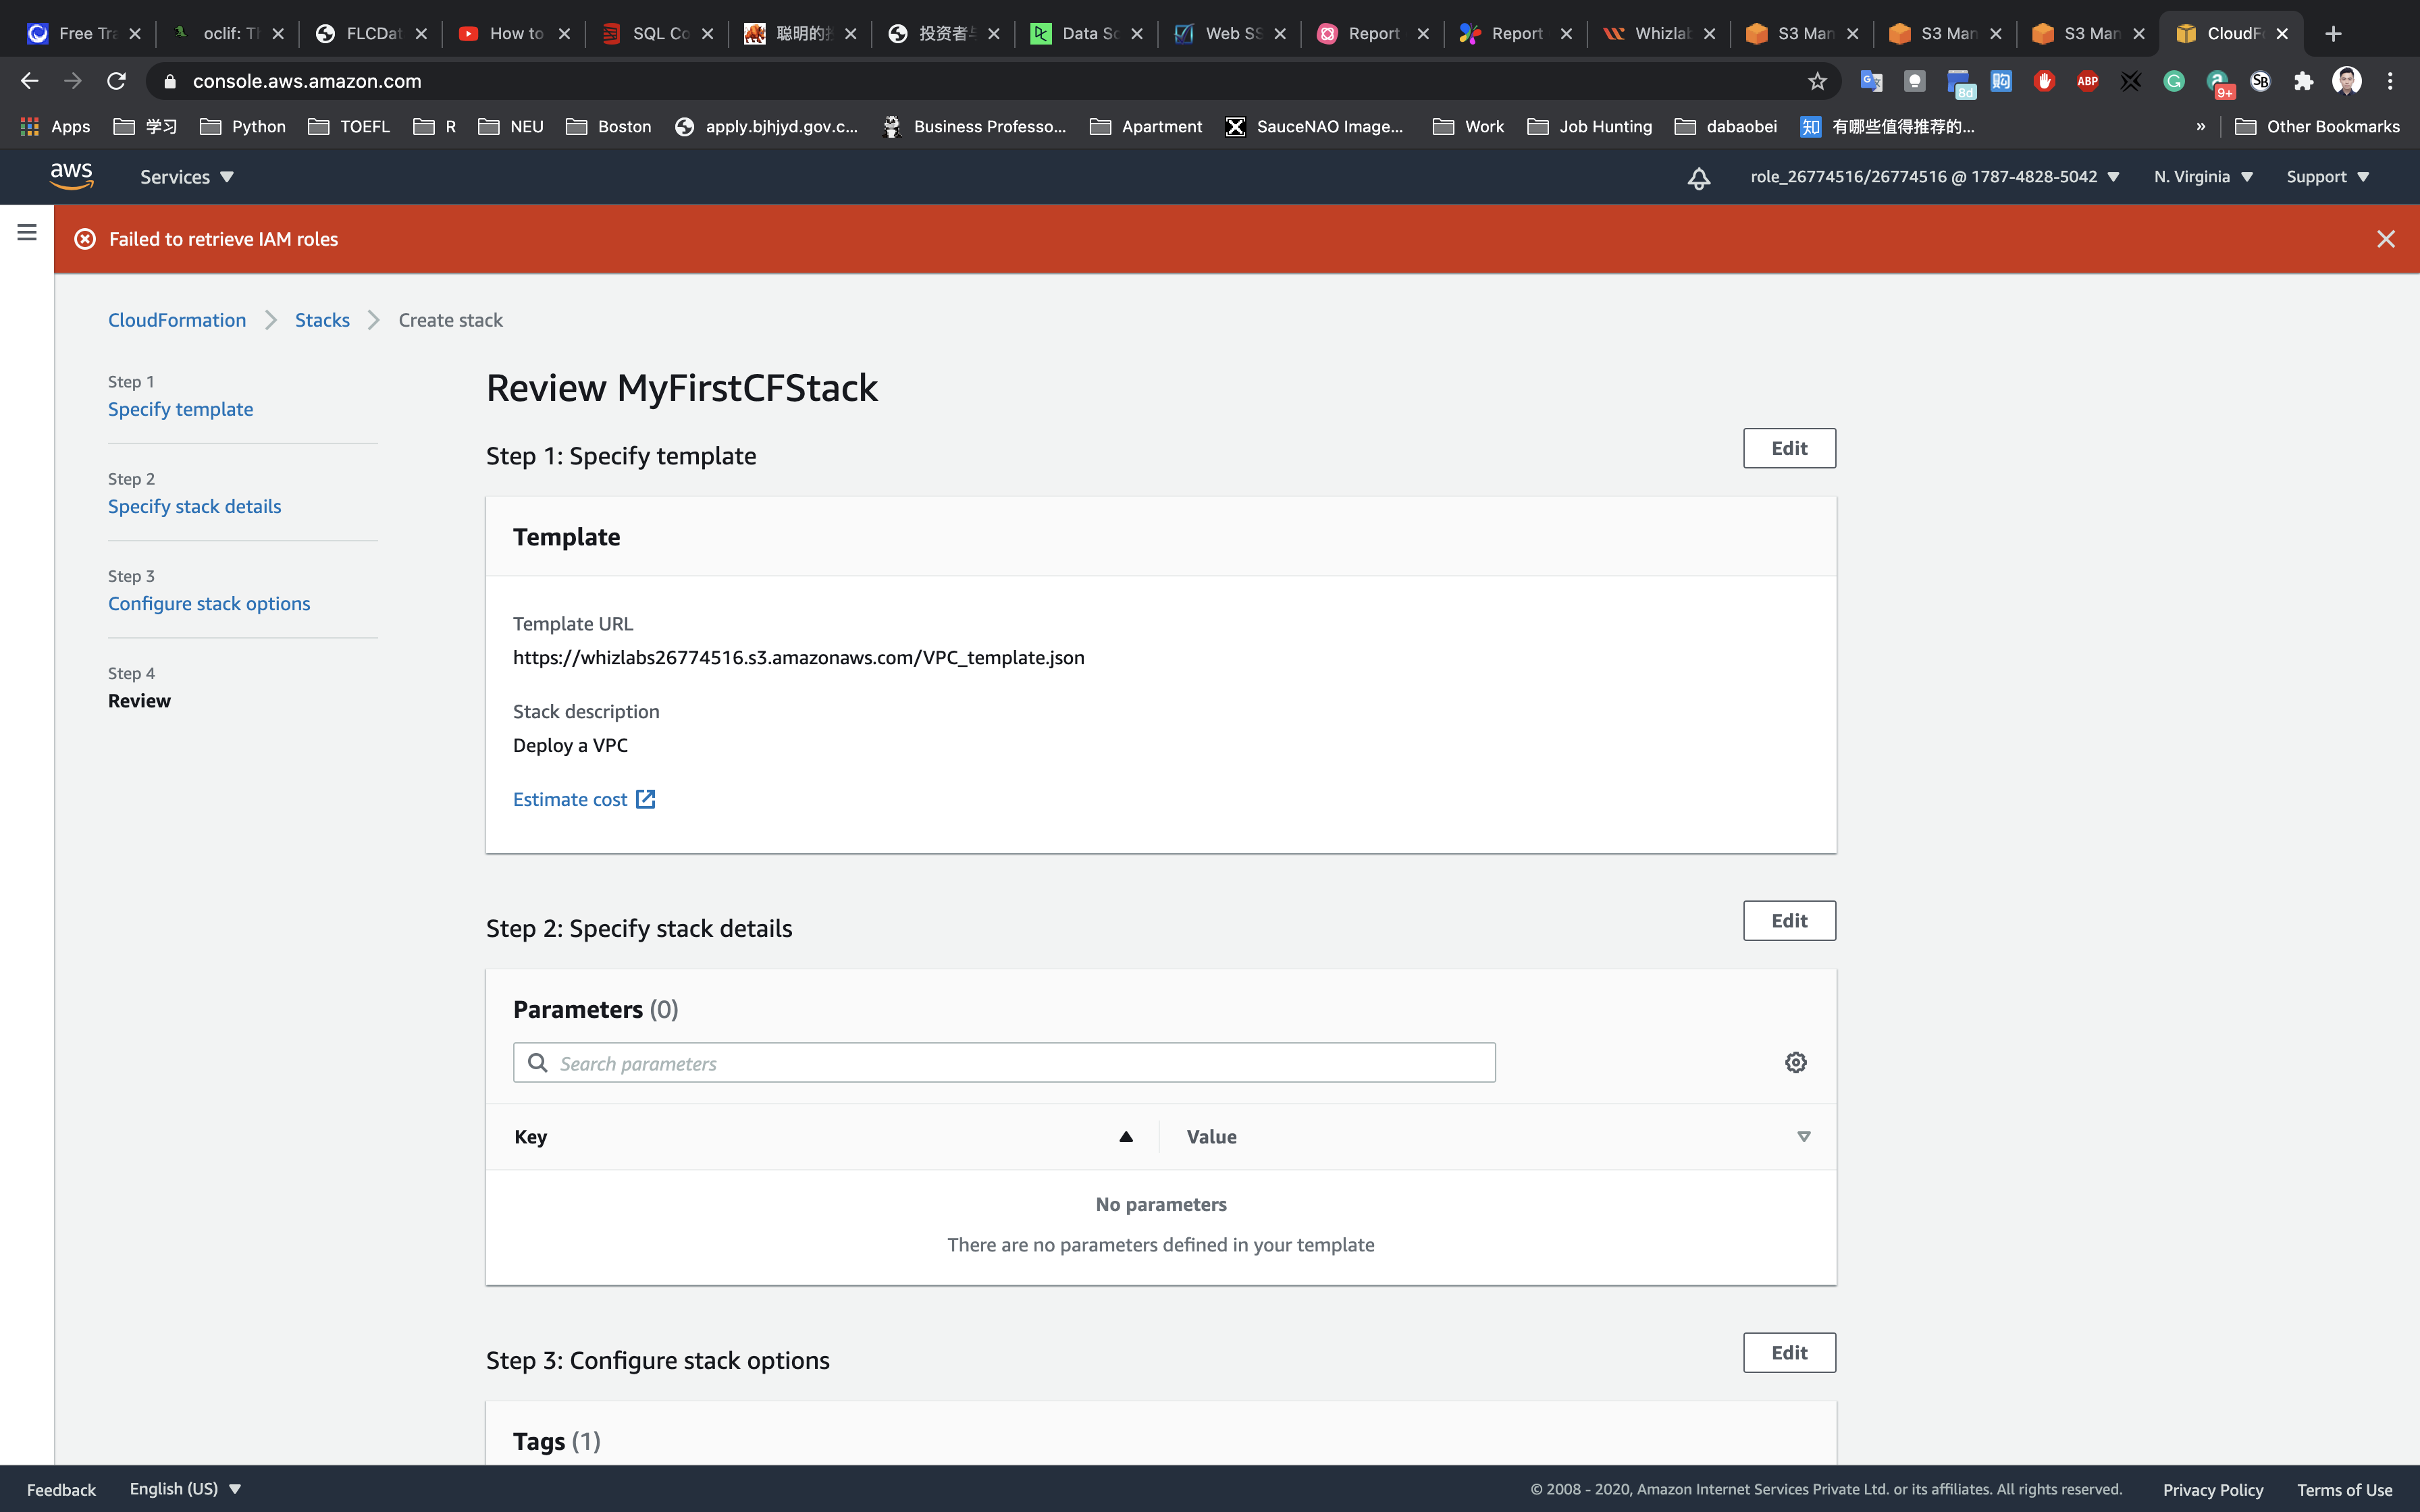 Free Tra
oclif: Th
FLCDat
How to
SQL Co
聪明的
投资者
Data Sc
Web SS
Report
Report
Whizlab
S3 Man
S3 Man
S3 Man
CloudF
console.aws.amazon.com
8d
购
ABP
9+
SB
Apps
学习
Python
TOEFL
R
NEU
Boston
apply.bjhjyd.gov.c...
Business Professo...
Apartment
SauceNAO Image...
Work
Job Hunting
dabaobei
知 有哪些值得推荐的...
»
Other Bookmarks
aws
Services
role_26774516/26774516 @ 1787-4828-5042
N. Virginia
Support
Failed to retrieve IAM roles
CloudFormation
Stacks
Create stack
Step 1
Specify template
Step 2
Specify stack details
Step 3
Configure stack options
Step 4
Review
Review MyFirstCFStack
Step 1: Specify template
Edit
Template
Template URL
https://whizlabs26774516.s3.amazonaws.com/VPC_template.json
Stack description
Deploy a VPC
Estimate cost
Step 2: Specify stack details
Edit
Parameters (0)
Search parameters
Key
Value
No parameters
There are no parameters defined in your template
Step 3: Configure stack options
Edit
Tags (1)
Feedback
English (US)
© 2008 - 2020, Amazon Internet Services Private Ltd. or its affiliates. All rights reserved.
Privacy Policy
Terms of Use